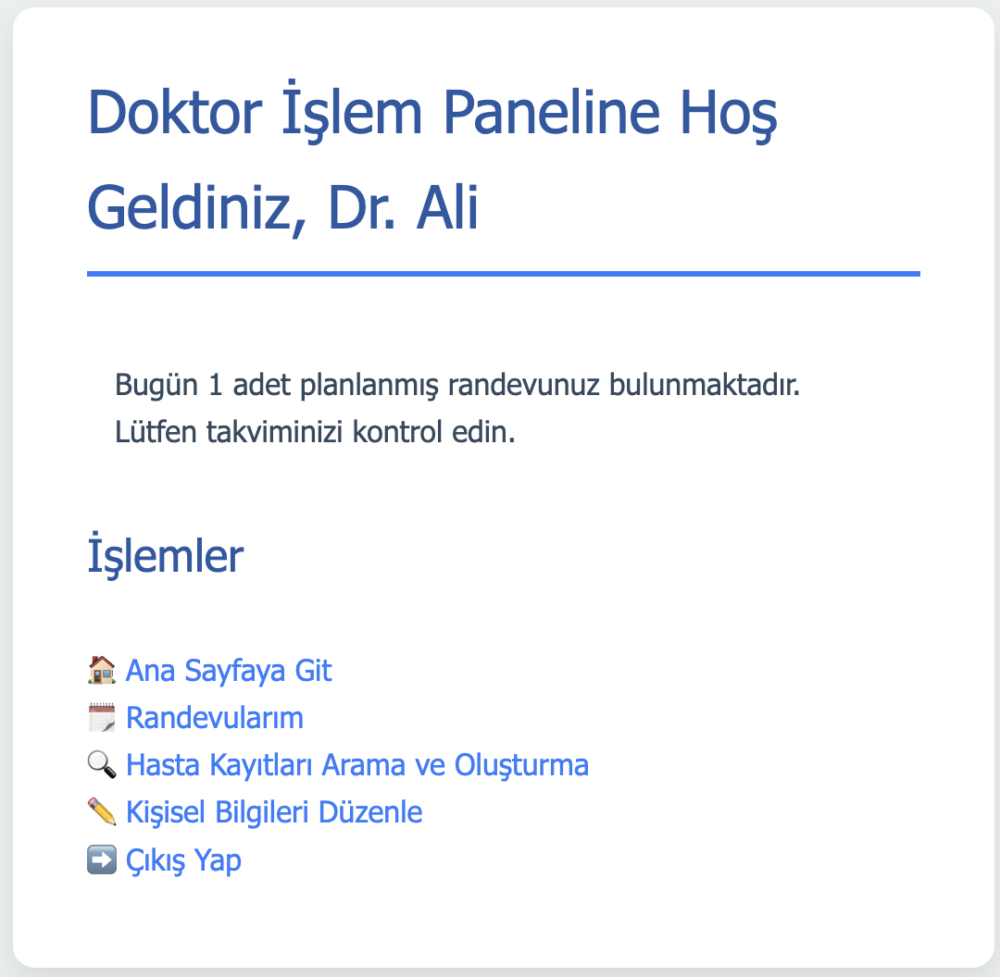 Doktor İşlem Paneline Hoş
Geldiniz, Dr. Ali
Bugün 1 adet planlanmış randevunuz bulunmaktadır.
Lütfen takviminizi kontrol edin.
İşlemler
🏠 Ana Sayfaya Git
🗓️ Randevularım
🔍 Hasta Kayıtları Arama ve Oluşturma
✏️ Kişisel Bilgileri Düzenle
➡️ Çıkış Yap